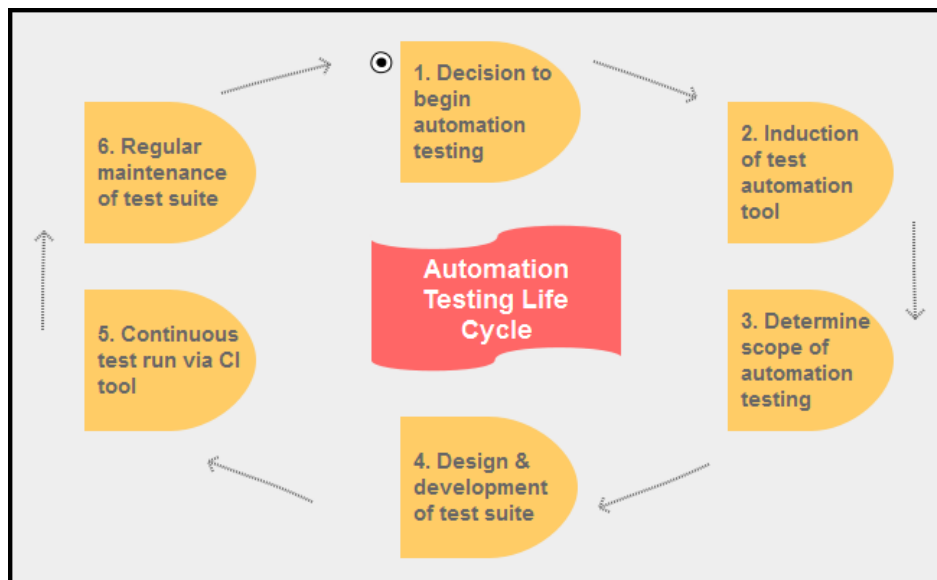 1. Decision to
begin
automation
testing
2. Induction
of test
automation
tool
3. Determine
scope of
automation
testing
4. Design &
development
of test suite
5. Continuous
test run via CI
tool
6. Regular
maintenance
of test suite
Automation
Testing Life
Cycle